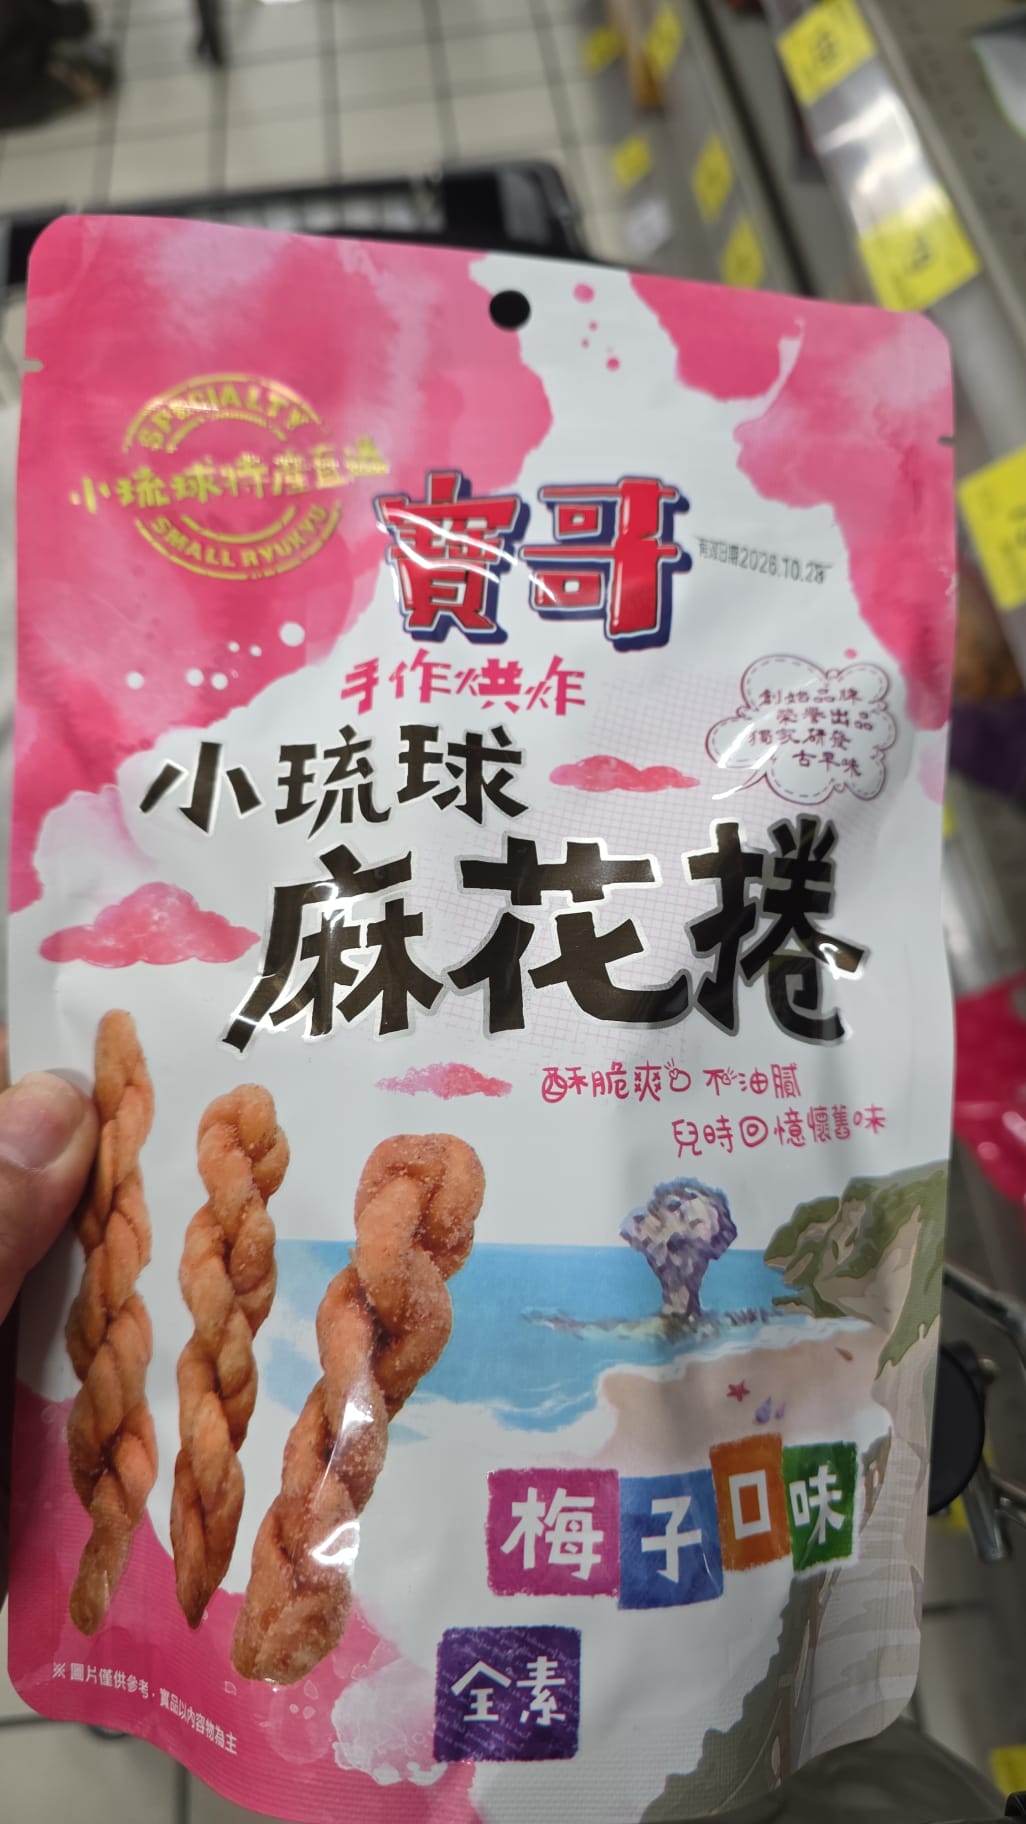 SPECIALTY
小琉球特產直送
SMALL RYUKYU
寶哥
有效日期2026.10.28
手作烘炸
小琉球
麻花捲
創始品牌
榮譽出品
獨家研發
古早味
酥脆爽口 不油膩
兒時回憶懷舊味
梅子口味
全素
※圖片僅供參考，實品以內容物為主